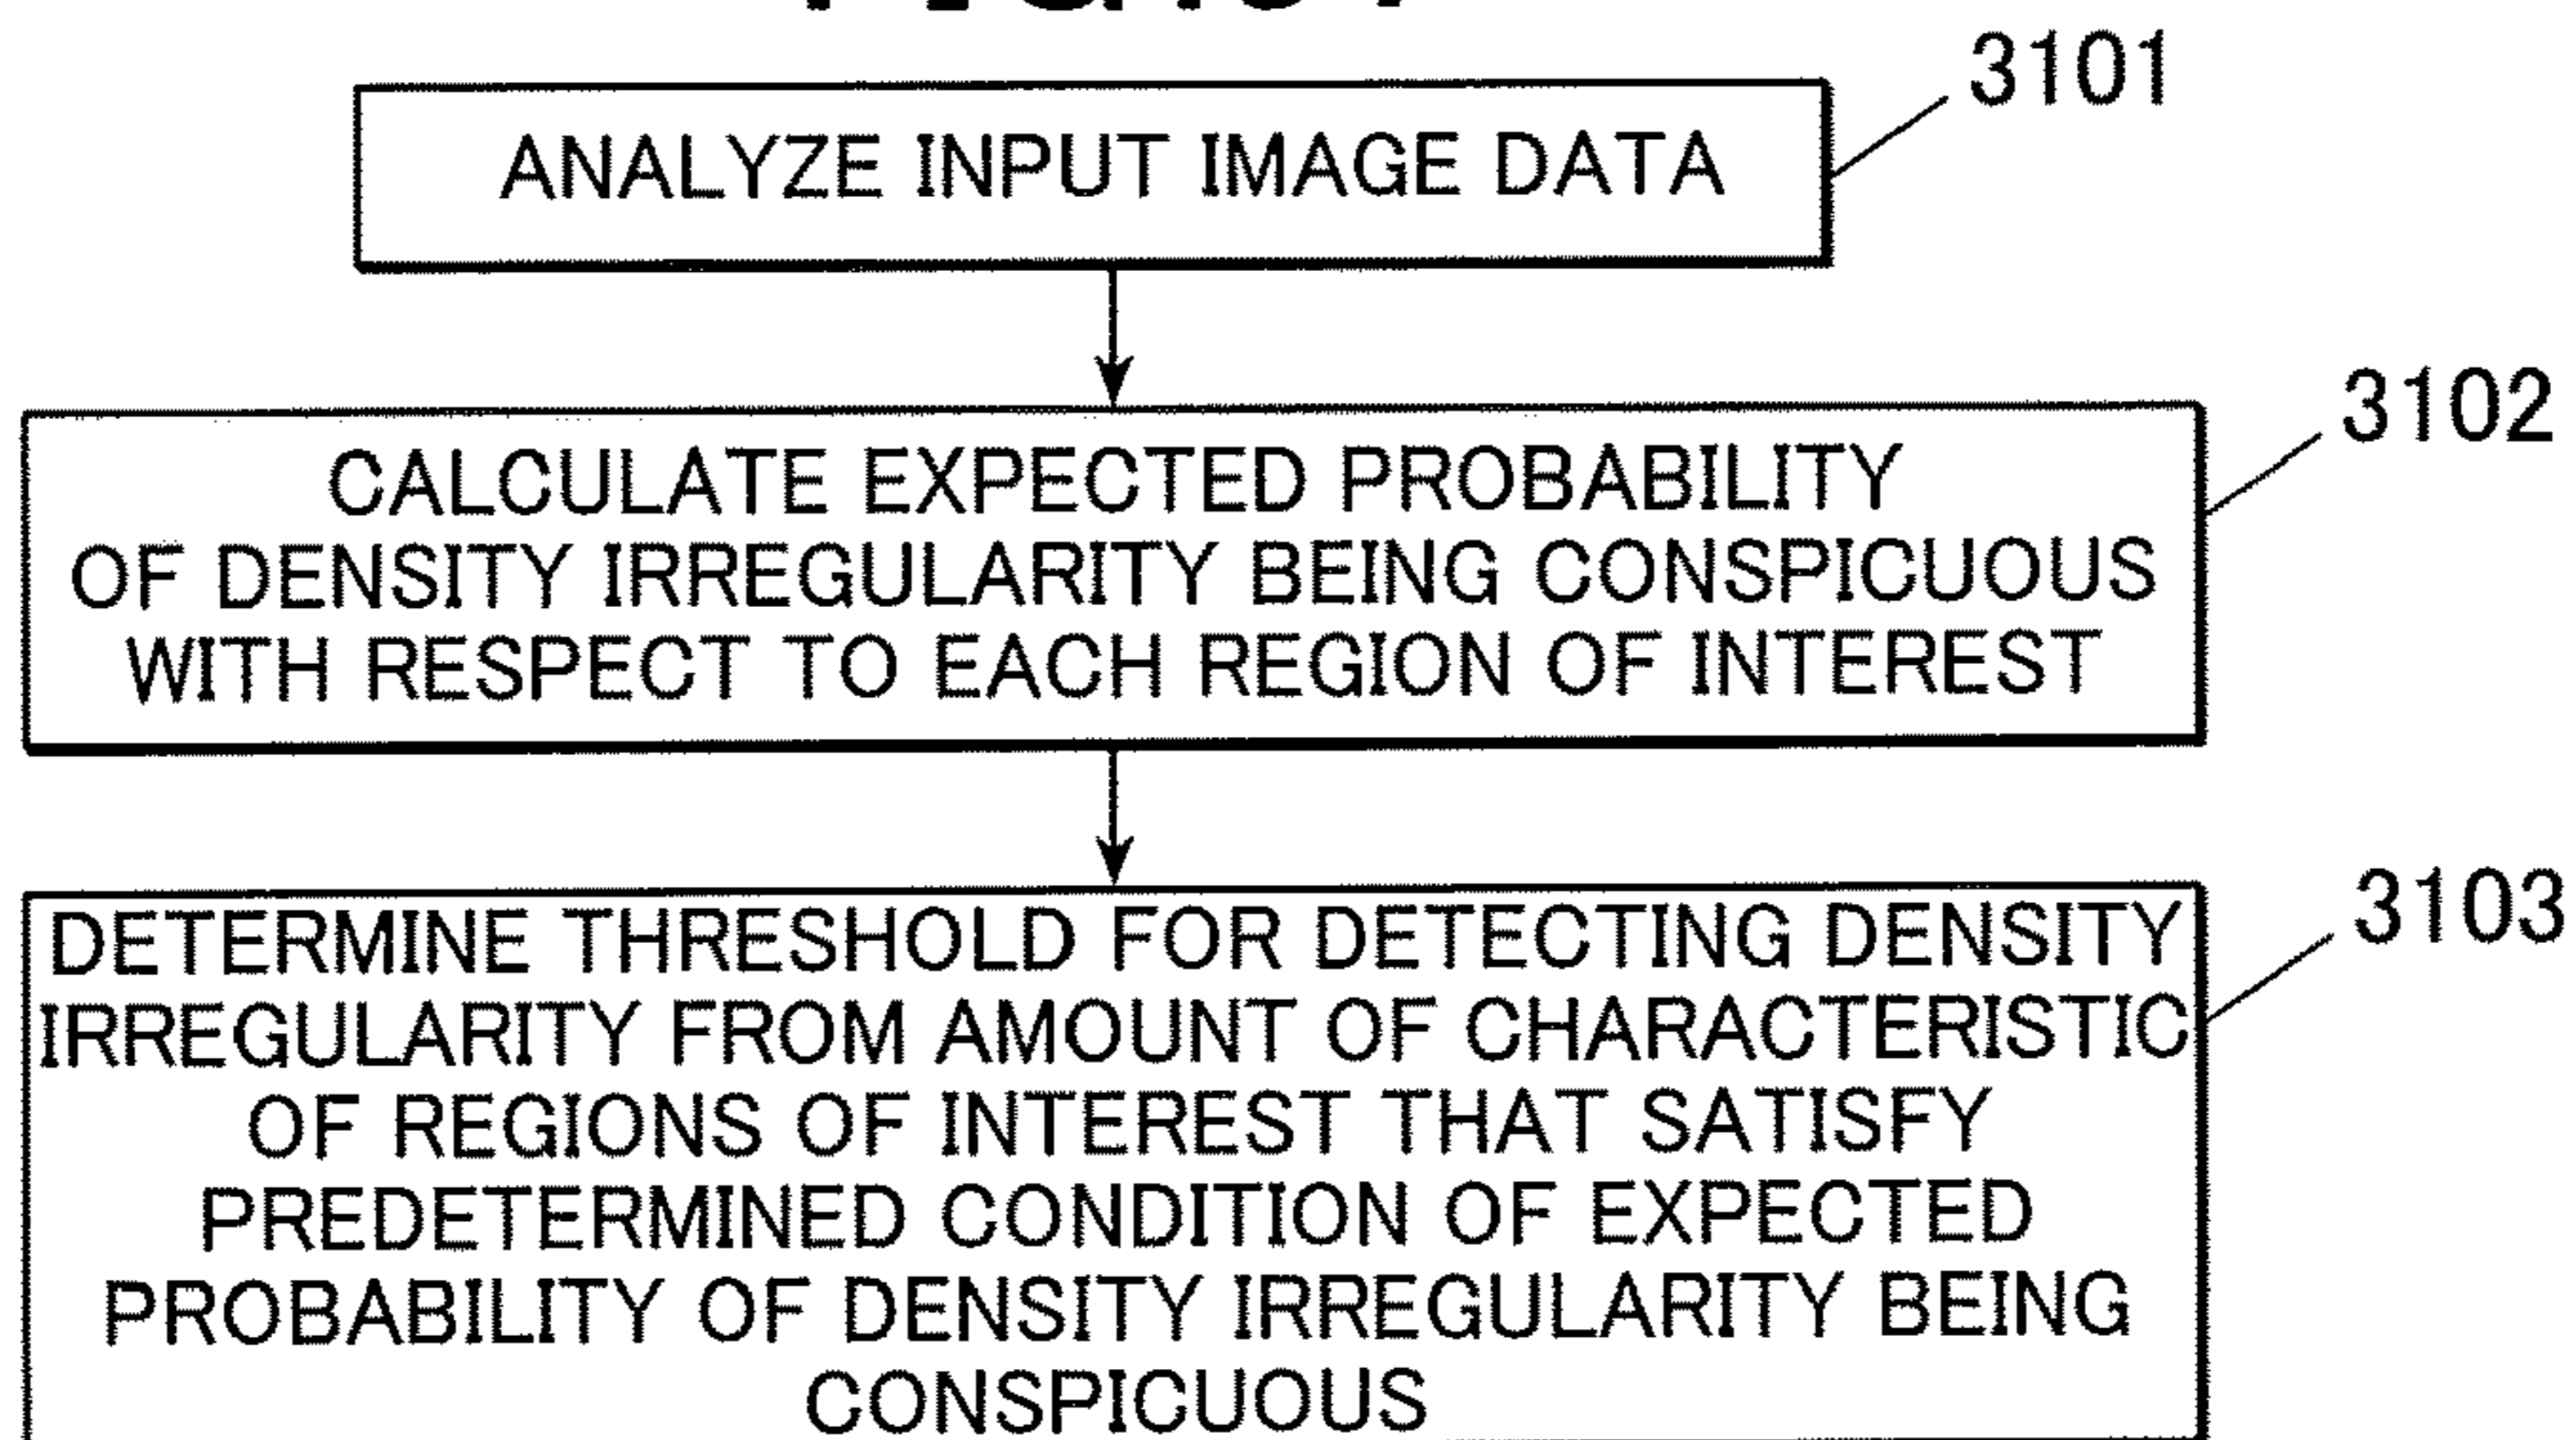 3101
ANALYZE INPUT IMAGE DATA
3102
CALCULATE EXPECTED PROBABILITY
OF DENSITY IRREGULARITY BEING CONSPICUOUS
WITH RESPECT TO EACH REGION OF INTEREST
3103
DETERMINE THRESHOLD FOR DETECTING DENSITY
IRREGULARITY FROM AMOUNT OF CHARACTERISTIC
OF REGIONS OF INTEREST THAT SATISFY
PREDETERMINED CONDITION OF EXPECTED
PROBABILITY OF DENSITY IRREGULARITY BEING
CONSPICUOUS